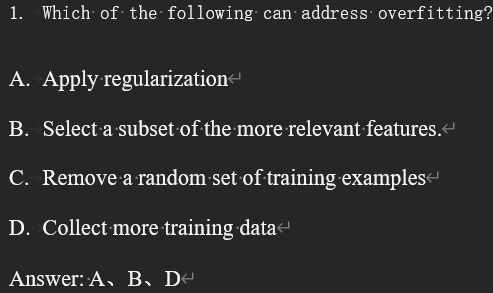 1. Which of the following can address overfitting?
A. Apply regularization
B. Select a subset of the more relevant features.
C. Remove a random set of training examples
D. Collect more training data
Answer: A、B、D